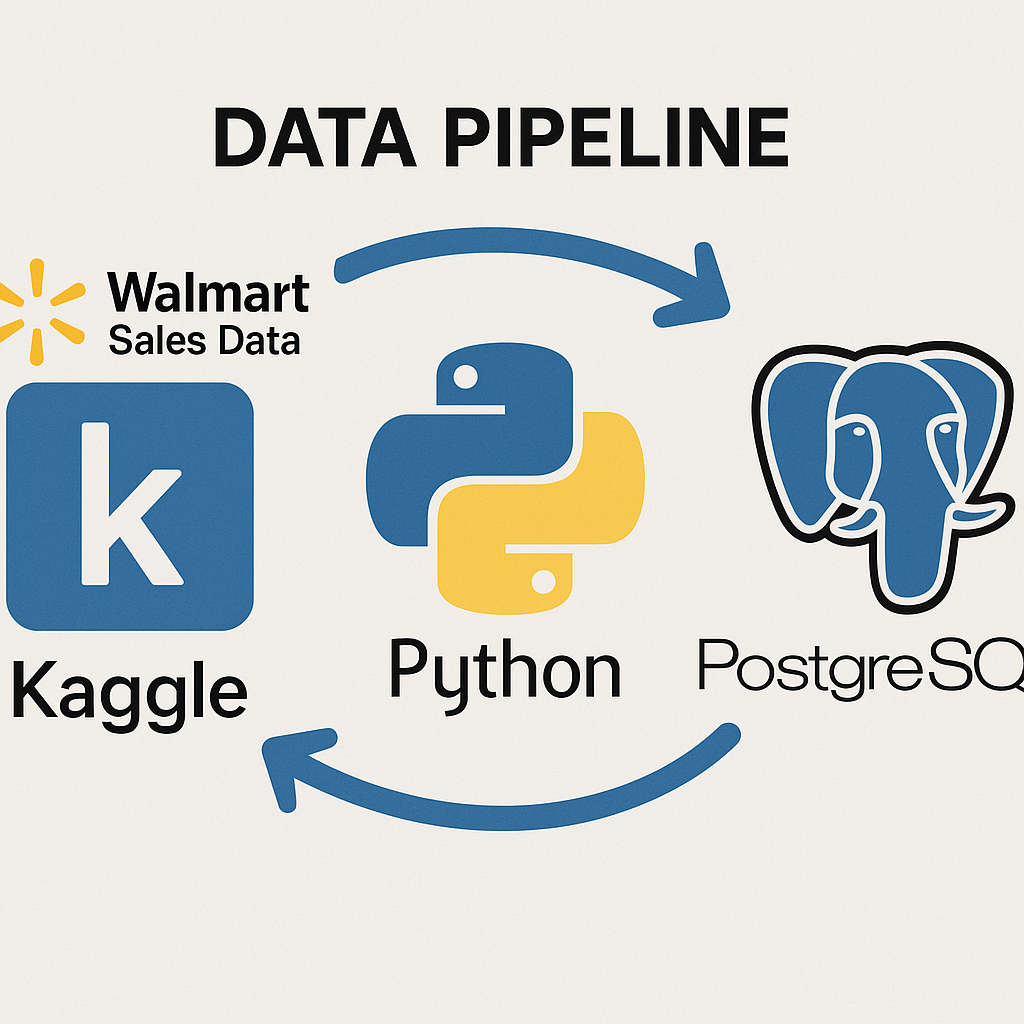 DATA PIPELINE
Walmart
Sales Data
k
Kaggle
Python
PostgreSQ